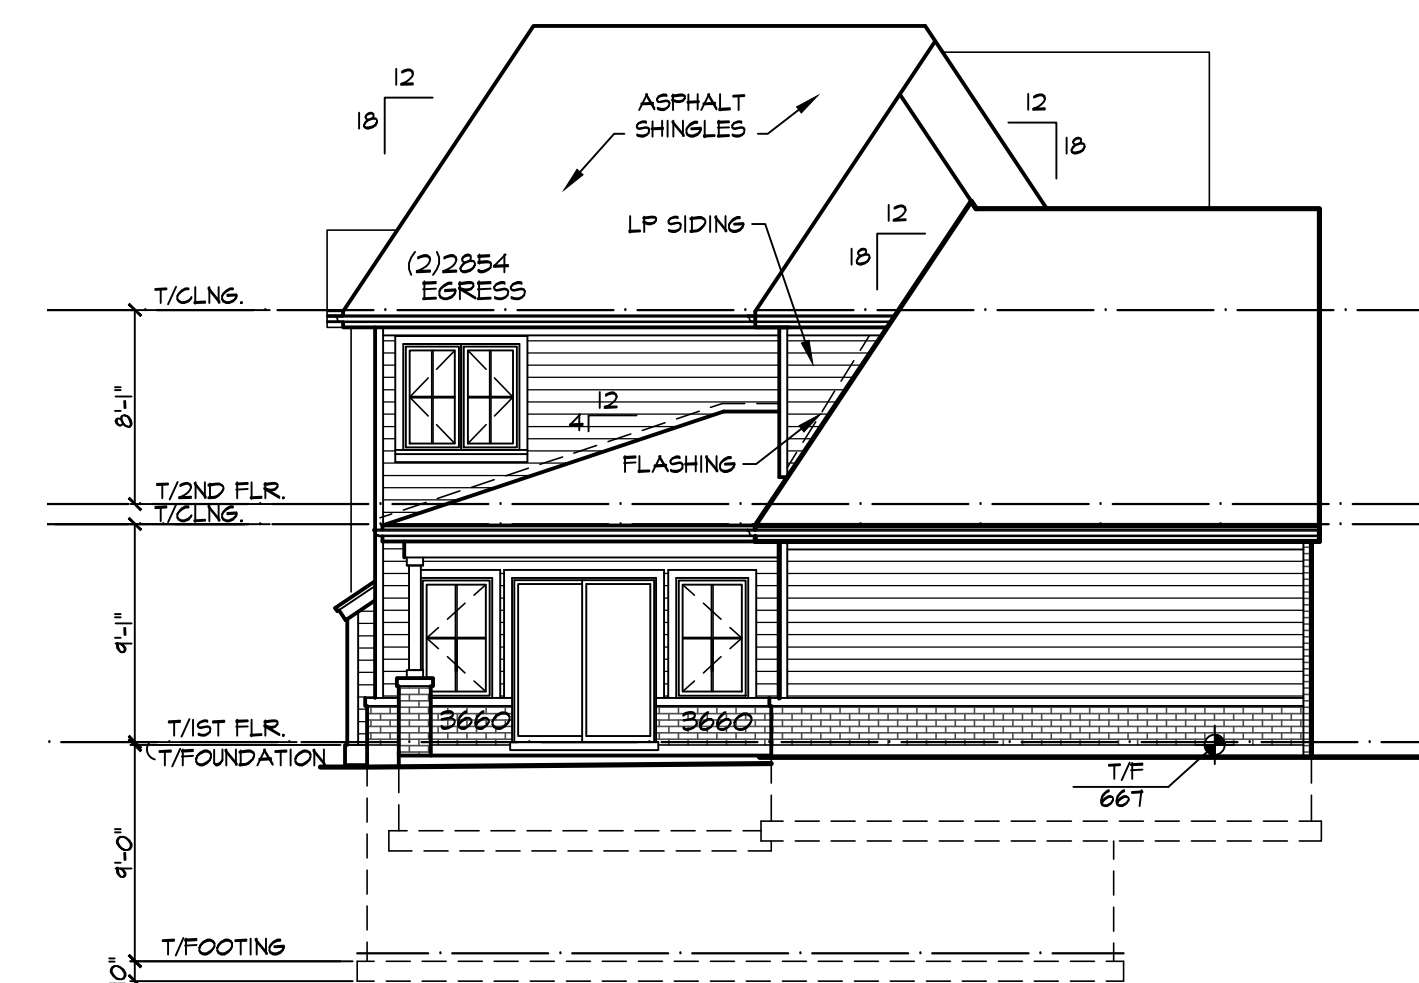 12
18
ASPHALT
SHINGLES
12
18
LP SIDING
12
18
(2)2854
EGRESS
T/CLNG.
8'-1"
12
4
FLASHING
T/2ND FLR.
T/CLNG.
9'-1"
T/1ST FLR.
3660
3660
T/FOUNDATION
T/F
667
9'-0"
T/FOOTING
0"